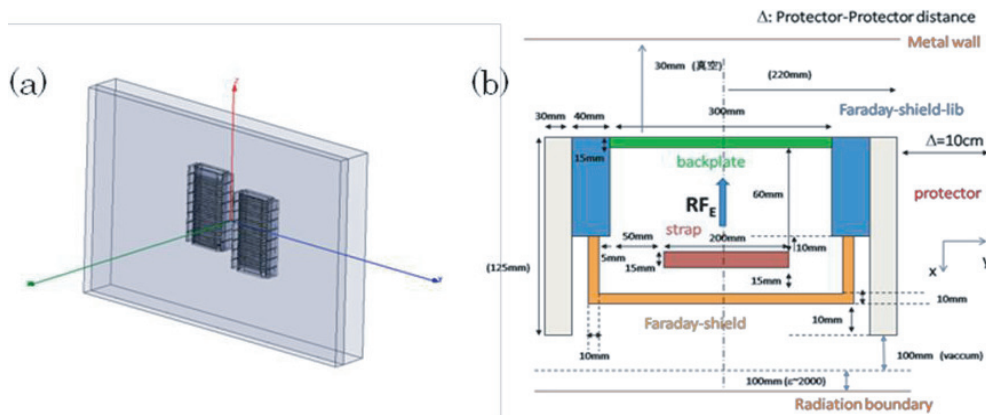 (a)
Z
Δ: Protector-Protector distance
Metal wall
(b)
30mm (真空)
(220mm)
Faraday-shield-lib
30mm
40mm
300mm
Δ=10cm
15mm
backplate
protector
60mm
RF_E
strap
50mm
200mm
10mm
5mm
15mm
(125mm)
x
y
15mm
10mm
Faraday-shield
10mm
10mm
100mm (vaccum)
100mm (ε~2000)
Radiation boundary